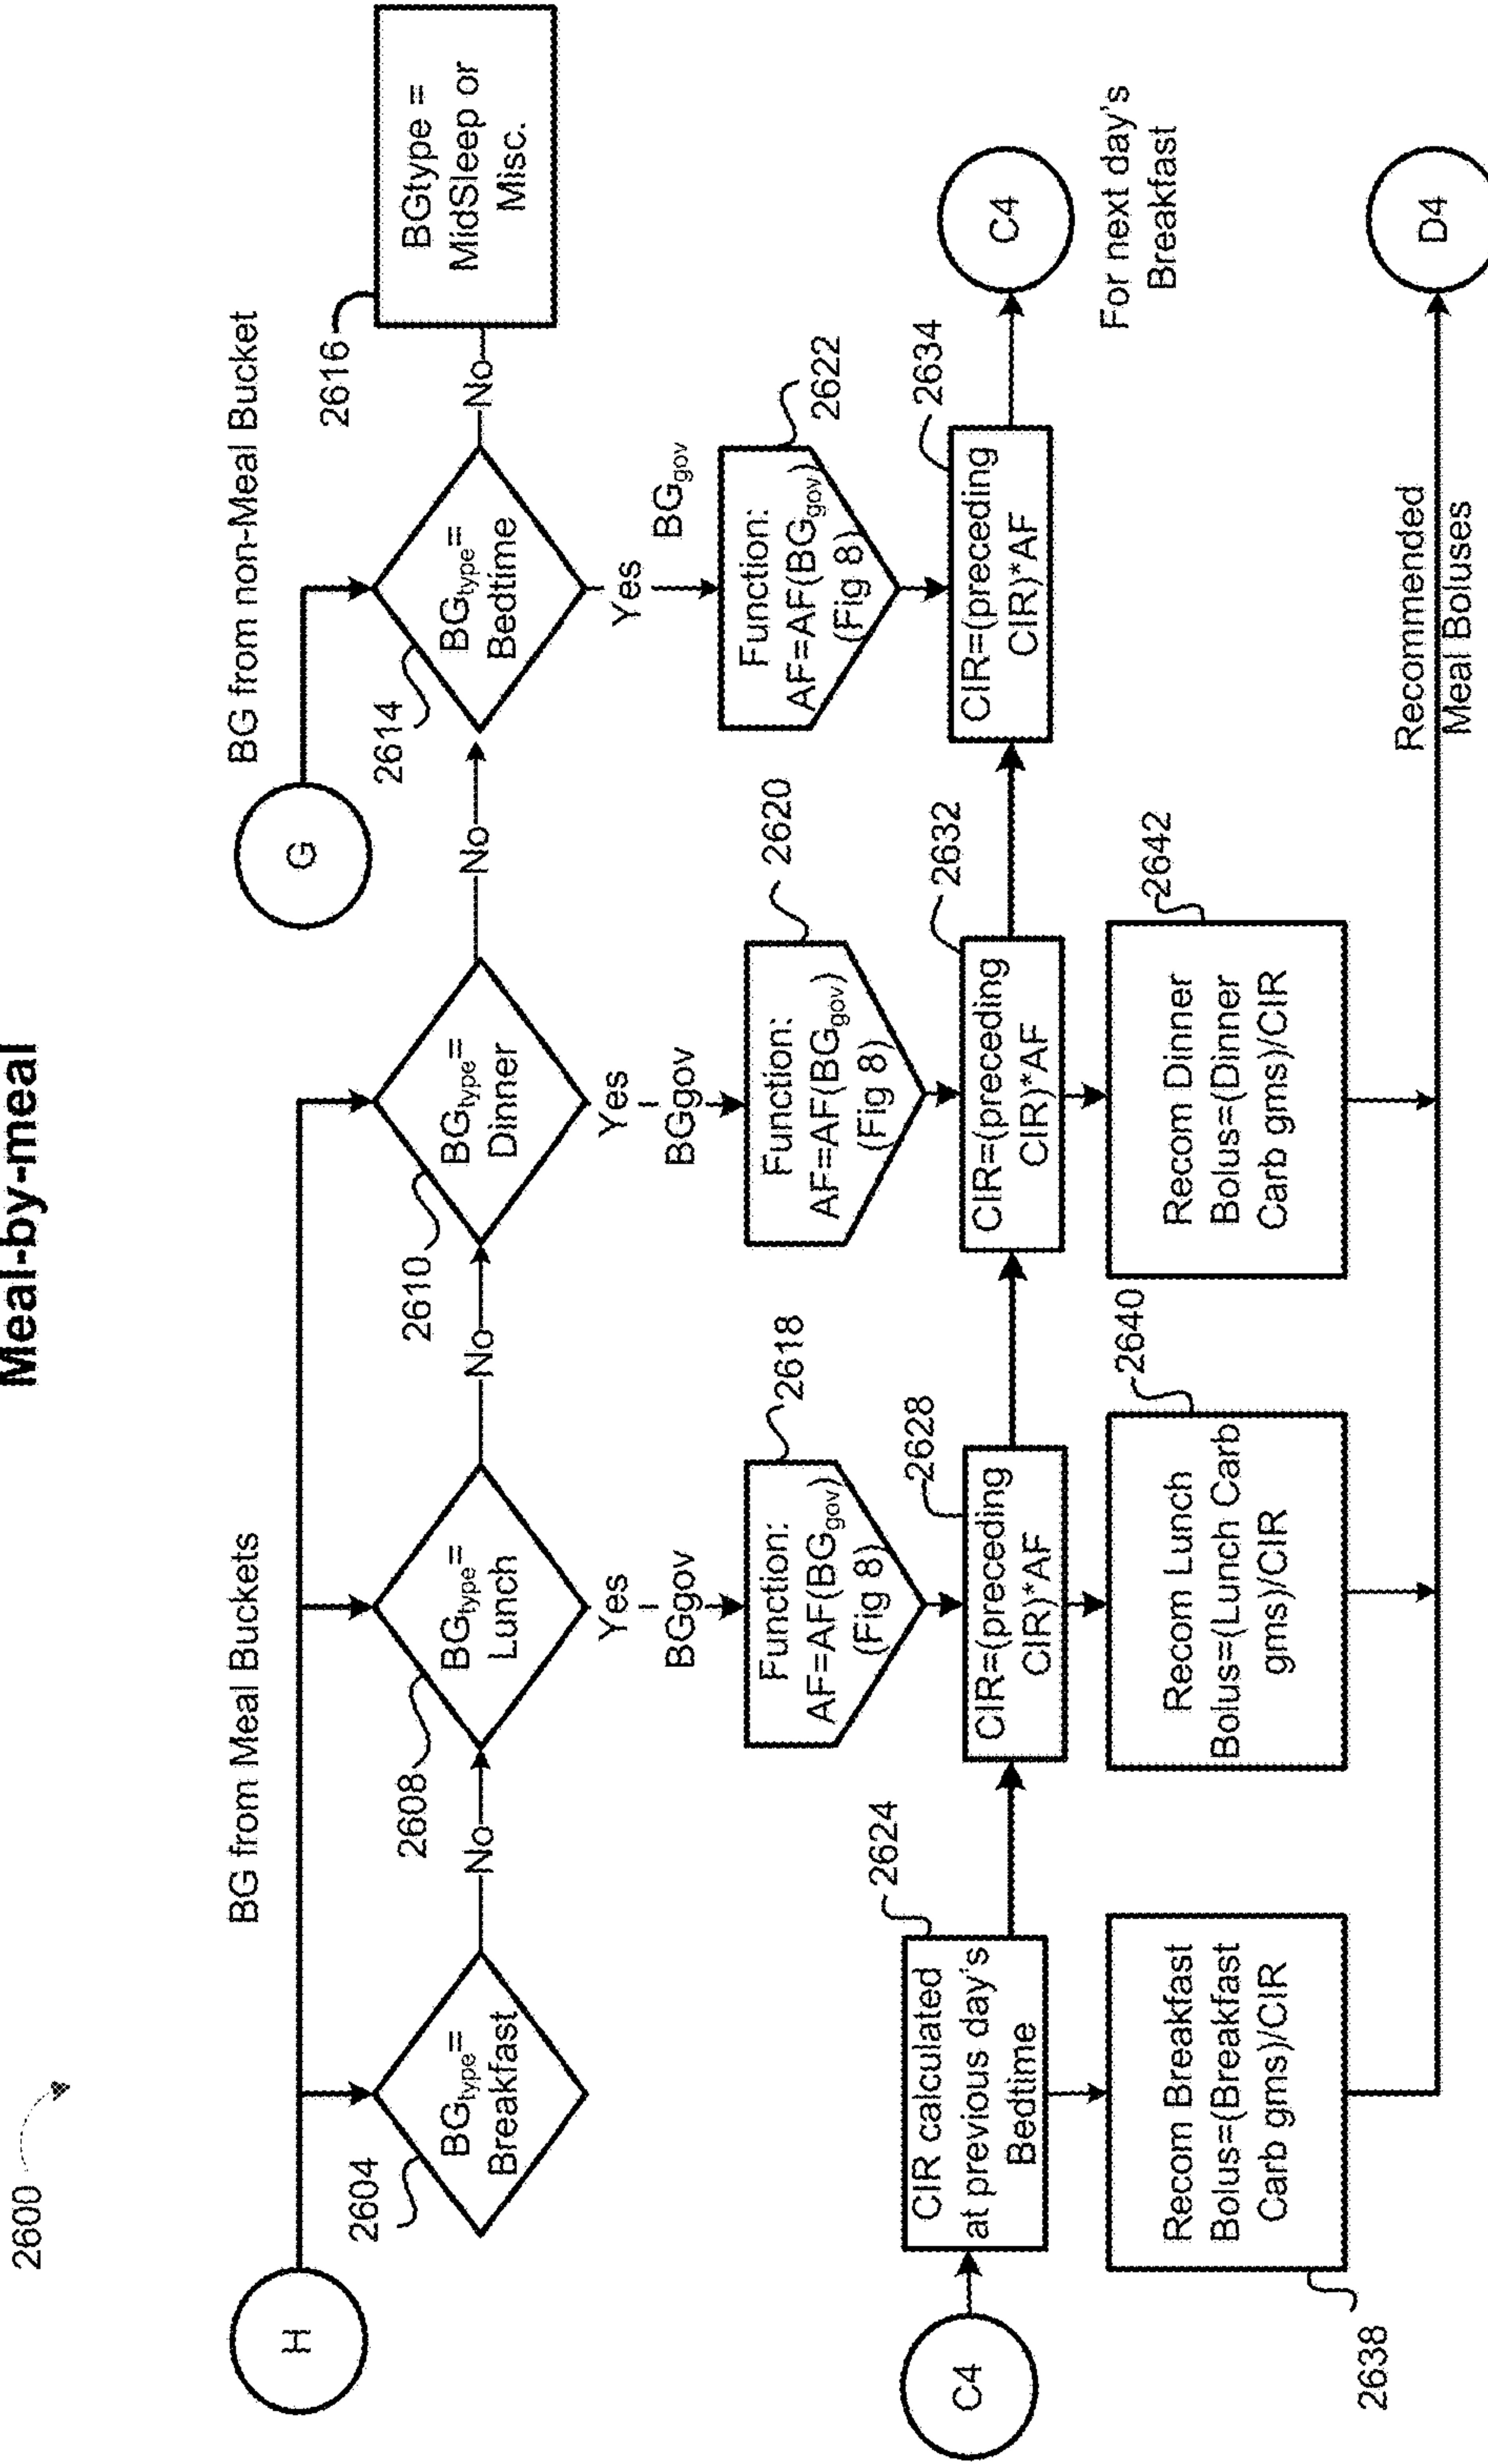 2600
Meal-by-meal
H
BG from Meal Buckets
G
BG from non-Meal Bucket
2604
BGtype=
Breakfast
No
2608
BGtype=
Lunch
No
2610
BGtype=
Dinner
No
2614
BGtype=
Bedtime
No
2616
BGtype =
MidSleep or
Misc.
Yes
BGgov
Yes
BGgov
Yes
BGgov
Function:
AF=AF(BGgov)
(Fig 8)
2618
Function:
AF=AF(BGgov)
(Fig 8)
2620
Function:
AF=AF(BGgov)
(Fig 8)
2622
C4
CIR calculated
at previous day's
Bedtime
2624
CIR=(preceding
CIR)*AF
2628
CIR=(preceding
CIR)*AF
2632
CIR=(preceding
CIR)*AF
2634
C4
For next day's
Breakfast
2638
Recom Breakfast
Bolus=(Breakfast
Carb gms)/CIR
Recom Lunch
Bolus=(Lunch Carb
gms)/CIR
2640
Recom Dinner
Bolus=(Dinner
Carb gms)/CIR
2642
Recommended
Meal Boluses
D4